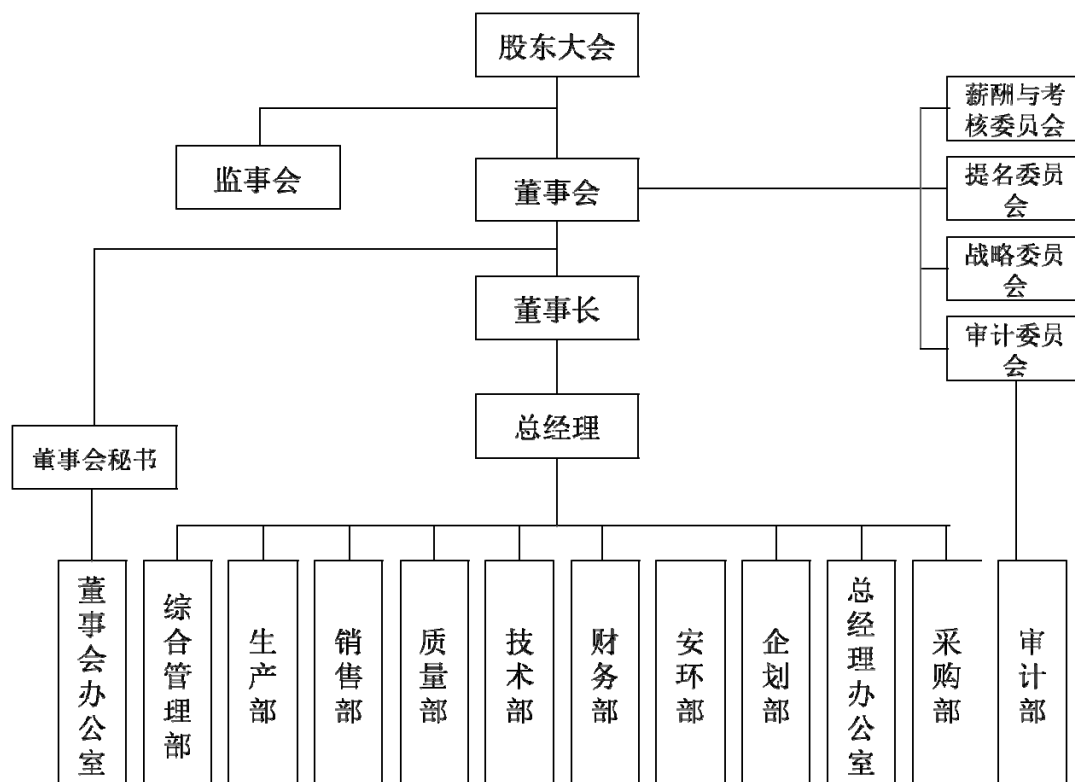 股东大会
薪酬与考
核委员会
监事会
董事会
提名委员
会
战略委员
会
董事长
审计委员
会
总经理
董事会秘书
董事会办公室
综合管理部
生产部
销售部
质量部
技术部
财务部
安环部
企划部
总经理办公室
采购部
审计部